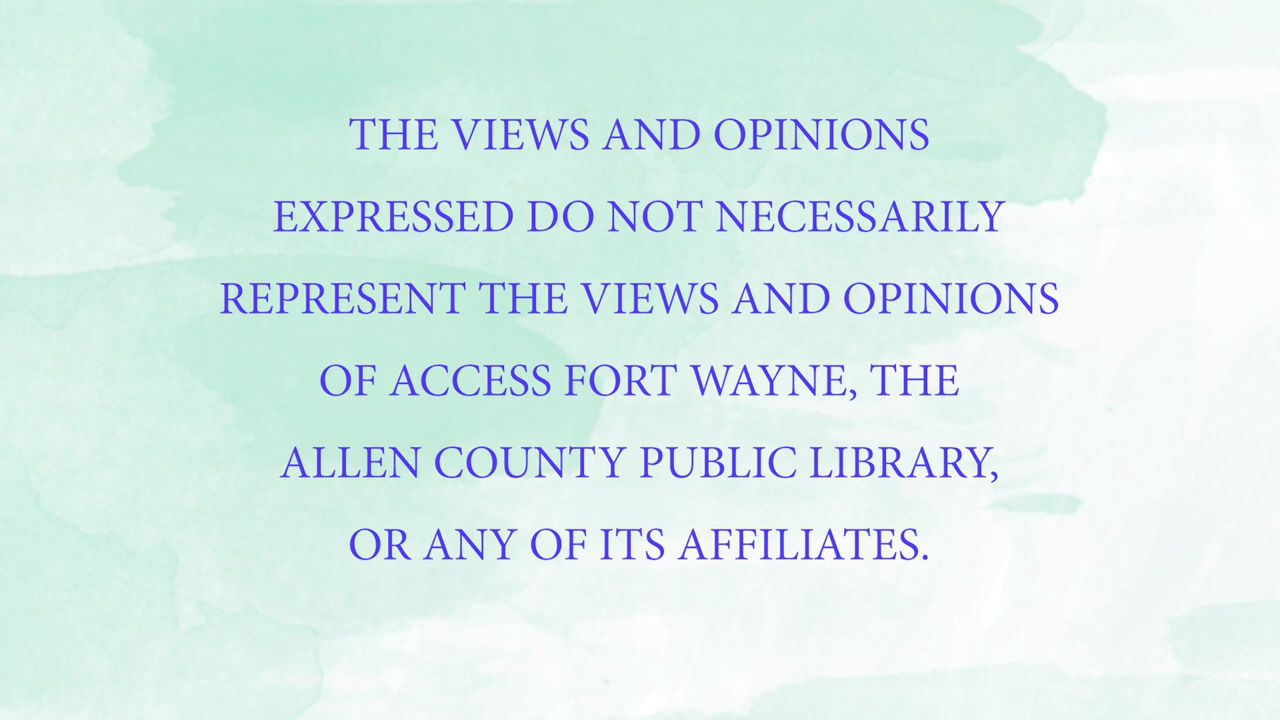 THE VIEWS AND OPINIONS
EXPRESSED DO NOT NECESSARILY
REPRESENT THE VIEWS AND OPINIONS
OF ACCESS FORT WAYNE, THE
ALLEN COUNTY PUBLIC LIBRARY,
OR ANY OF ITS AFFILIATES.